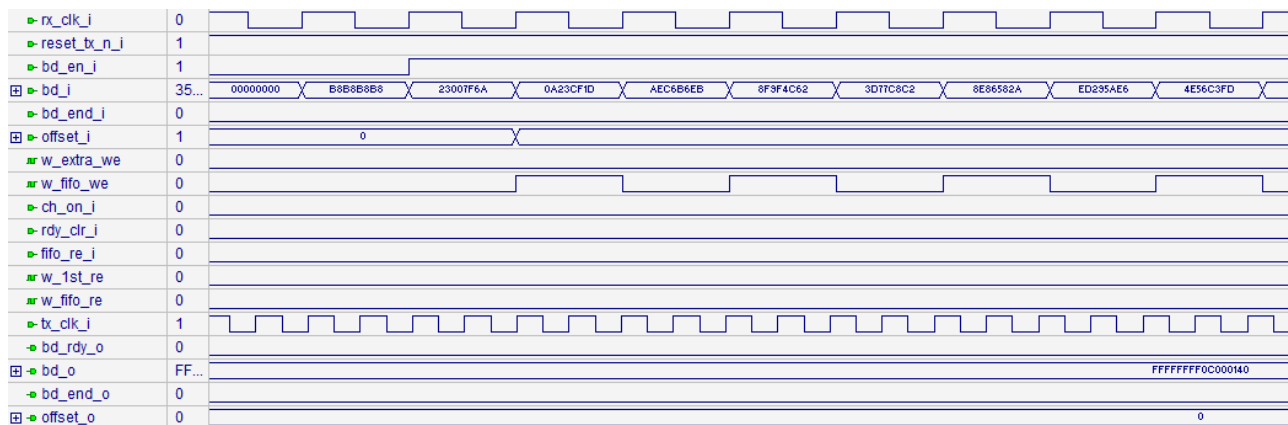 rx_clk_i 0
reset_tx_n_i 1
bd_en_i 1
bd_i 35... 00000000 B8B8B8B8 23007F6A 0A23CF1D AEC6B6EB 8F9F4C62 3D77C8C2 8E86582A ED295AE6 4E56C3FD
bd_end_i 0
offset_i 1 0
w_extra_we 0
w_fifo_we 0
ch_on_i 0
rdy_clr_i 0
fifo_re_i 0
w_1st_re 0
w_fifo_re 0
tx_clk_i 1
bd_rdy_o 0
bd_o FF... FFFFFFFF0C000140
bd_end_o 0
offset_o 0 0